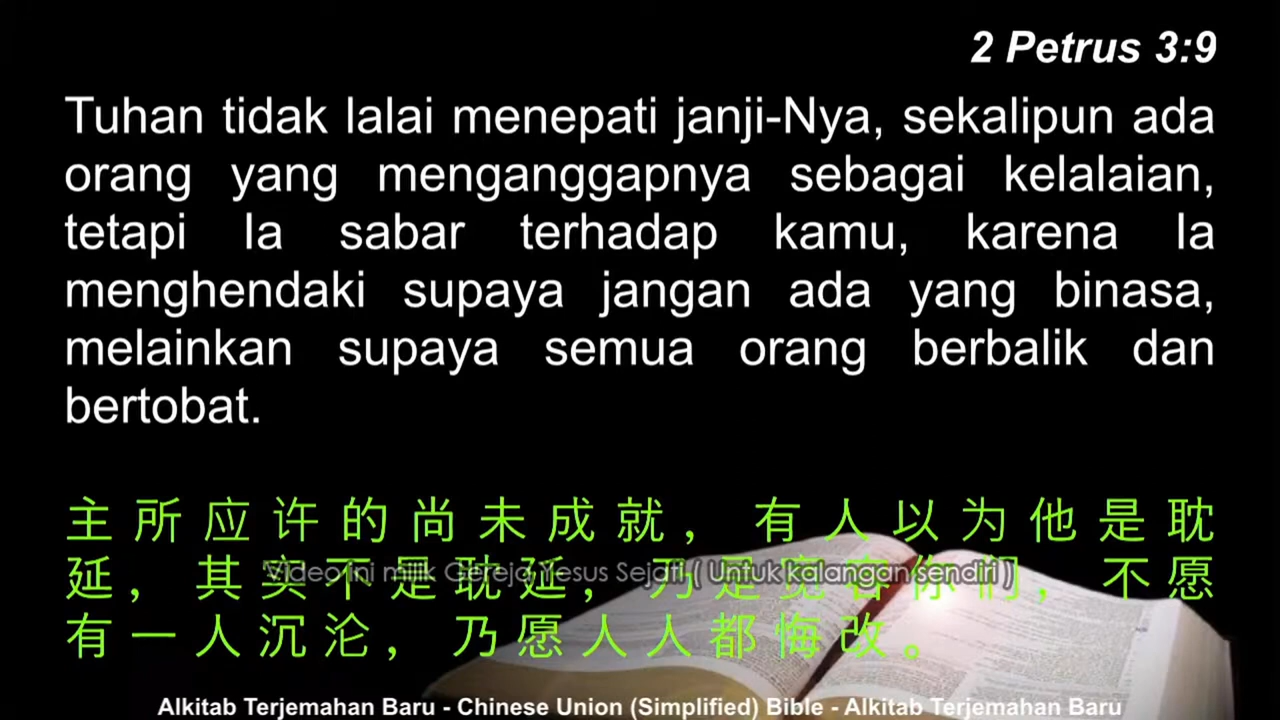 2 Petrus 3:9
Tuhan tidak lalai menepati janji-Nya, sekalipun ada
orang yang menganggapnya sebagai kelalaian,
tetapi Ia sabar terhadap kamu, karena Ia
menghendaki supaya jangan ada yang binasa,
melainkan supaya semua orang berbalik dan
bertobat.
主所应许的尚未成就，有人以为他是耽
延，其实不是耽延，乃是宽容你们，不愿
Video ini milik Gereja Yesus Sejati ( Untuk kalangan sendiri )
有一人沉沦，乃愿人人都悔改。
Alkitab Terjemahan Baru - Chinese Union (Simplified) Bible - Alkitab Terjemahan Baru